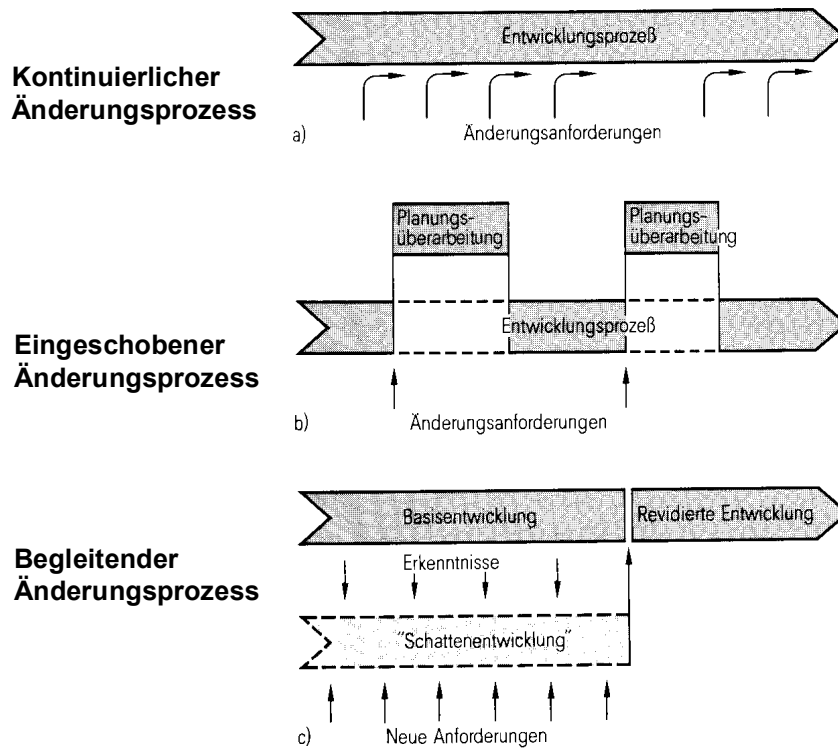 Entwicklungsprozeß
Kontinuierlicher
Änderungsprozess
a)
Änderungsanforderungen
Planungs-
überarbeitung
Planungs-
überarbeitung
Entwicklungsprozeß
Eingeschobener
Änderungsprozess
b)
Änderungsanforderungen
Basisentwicklung
Revidierte Entwicklung
Begleitender
Änderungsprozess
Erkenntnisse
"Schattenentwicklung"
c)
Neue Anforderungen